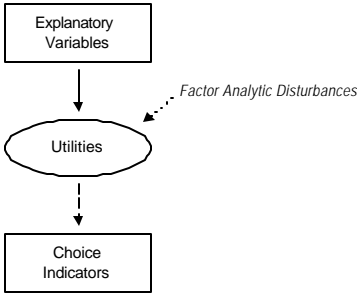 Explanatory
Variables
Factor Analytic Disturbances
Utilities
Choice
Indicators